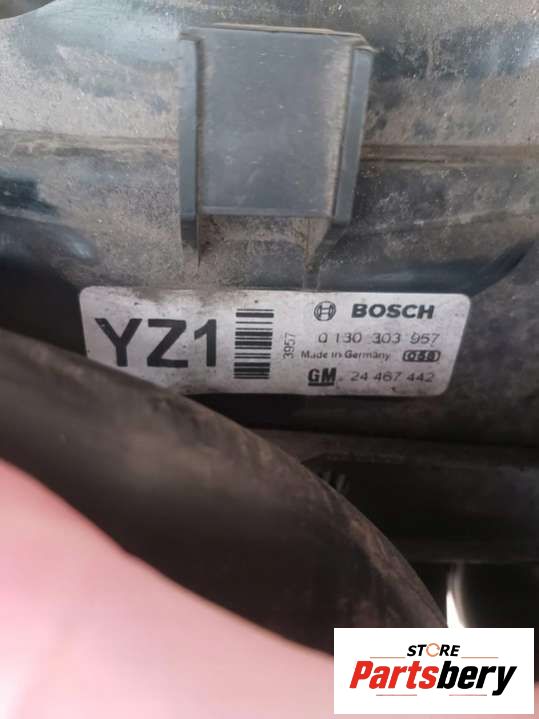 YZ1
3957
BOSCH
0 130 303 957
Made in Germany 058
GM 24 467 442
STORE
Partsbery